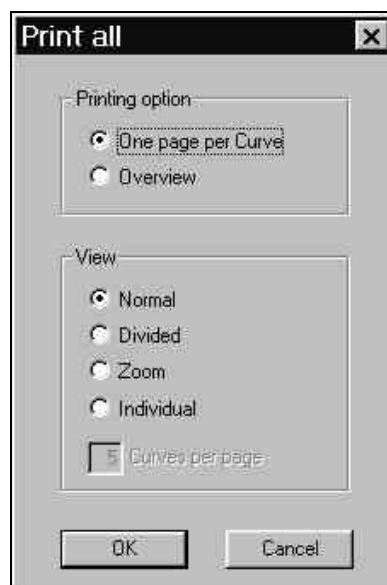 Print all
Printing option
One page per Curve
Overview
View
Normal
Divided
Zoom
Individual
5 Curves per page
OK Cancel